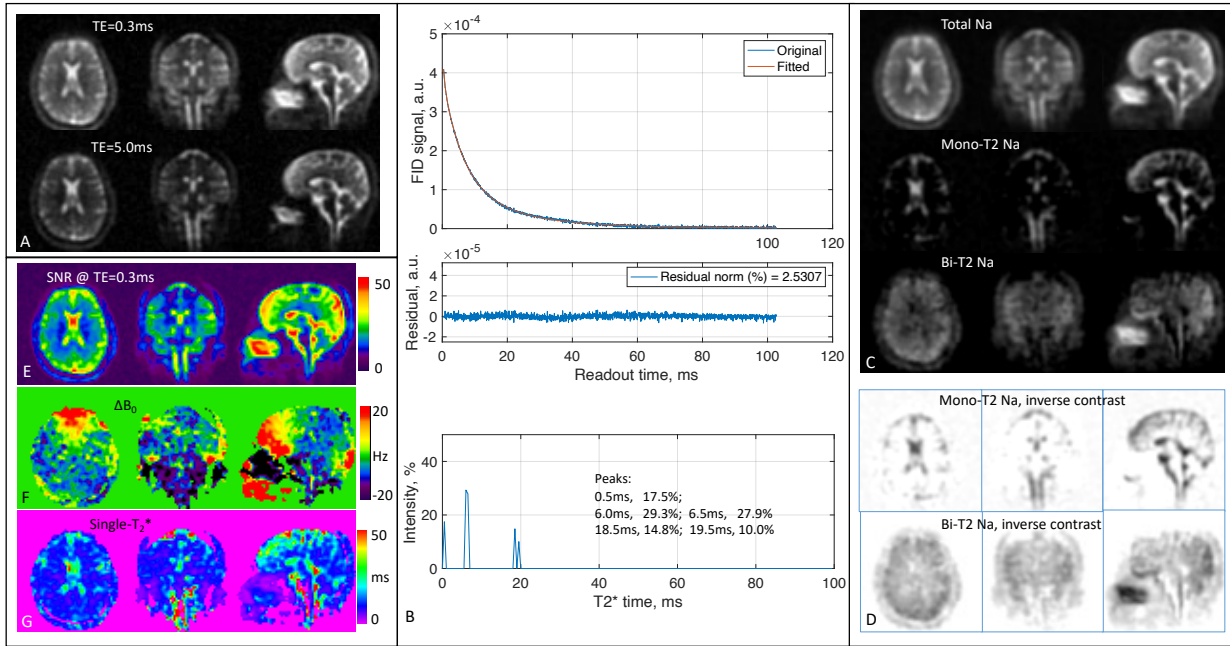 TE=0.3ms
TE=5.0ms
A
SNR @ TE=0.3ms
50
0
E
ΔB0
20
Hz
-20
F
Single-T2*
50
ms
0
G
×10-4
5
4
3
2
1
0
FID signal, a.u.
Original
Fitted
100
120
×10-5
4
2
0
-2
Residual, a.u.
Residual norm (%) = 2.5307
0 20 40 60 80 100 120
Readout time, ms
40
20
0
Intensity, %
Peaks:
0.5ms, 17.5%;
6.0ms, 29.3%; 6.5ms, 27.9%
18.5ms, 14.8%; 19.5ms, 10.0%
0 20 40 60 80 100
T2* time, ms
B
Total Na
Mono-T2 Na
Bi-T2 Na
C
Mono-T2 Na, inverse contrast
Bi-T2 Na, inverse contrast
D